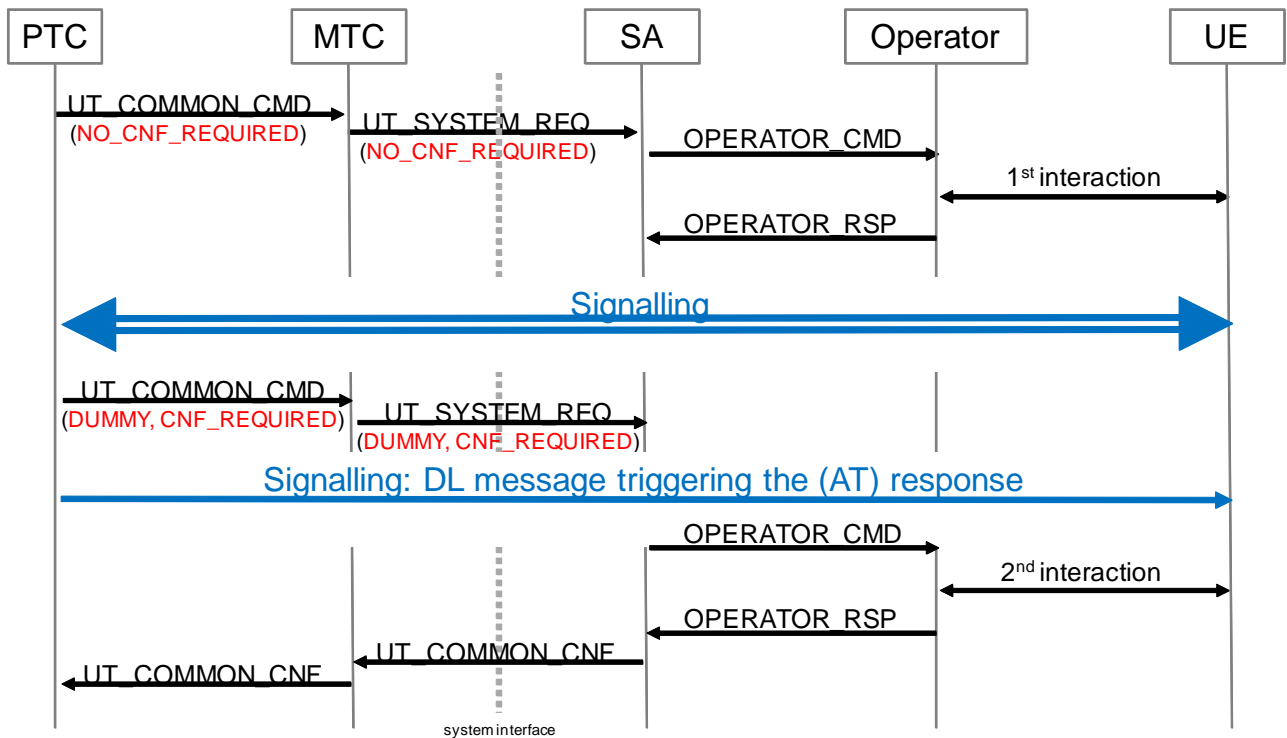 PTC
MTC
SA
Operator
UE
UT_COMMON_CMD
(NO_CNF_REQUIRED)
UT_SYSTEM_REQ
(NO_CNF_REQUIRED)
OPERATOR_CMD
1st interaction
OPERATOR_RSP
Signalling
UT_COMMON_CMD
(DUMMY, CNF_REQUIRED)
UT_SYSTEM_REQ
(DUMMY, CNF_REQUIRED)
Signalling: DL message triggering the (AT) response
OPERATOR_CMD
2nd interaction
OPERATOR_RSP
UT_COMMON_CNF
UT_COMMON_CNF
system interface